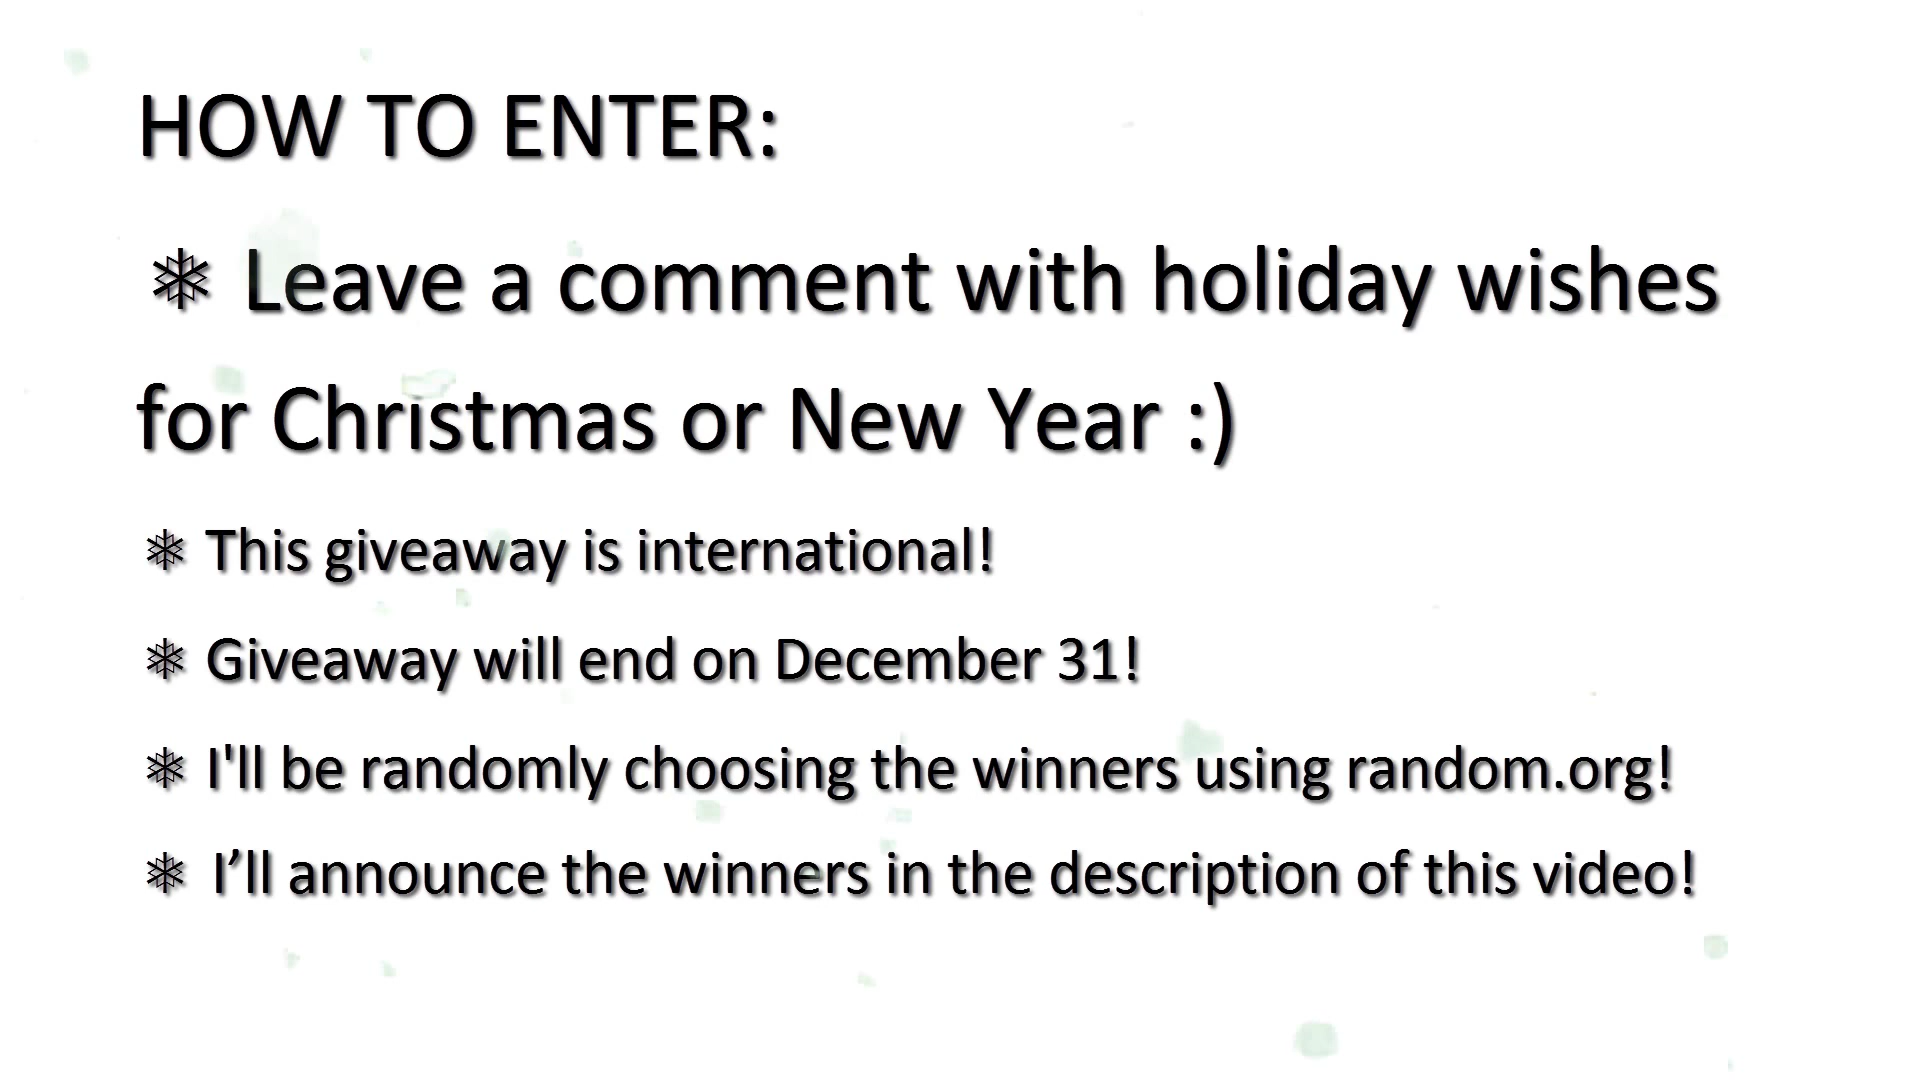 HOW TO ENTER:
❄ Leave a comment with holiday wishes
for Christmas or New Year :)
❄ This giveaway is international!
❄ Giveaway will end on December 31!
❄ I'll be randomly choosing the winners using random.org!
❄ I’ll announce the winners in the description of this video!